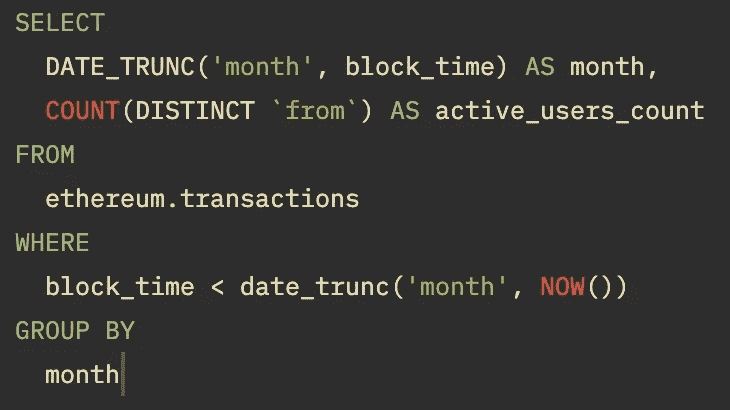 SELECT
DATE_TRUNC('month', block_time) AS month,
COUNT(DISTINCT `from`) AS active_users_count
FROM
ethereum.transactions
WHERE
block_time < date_trunc('month', NOW())
GROUP BY
month